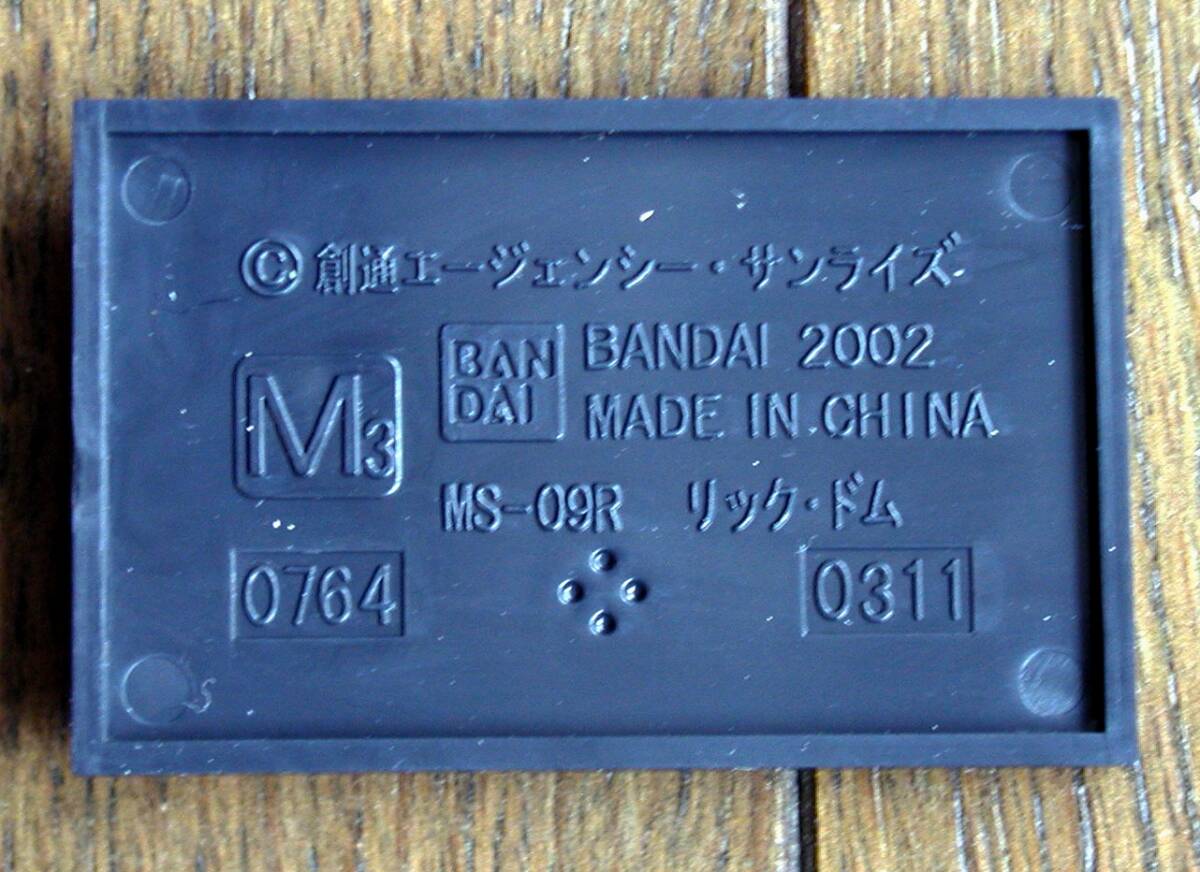 ©創通エージェンシー・サンライズ
M3
BAN
DAI
BANDAI 2002
MADE IN CHINA
MS-09R リック・ドム
0764
0311